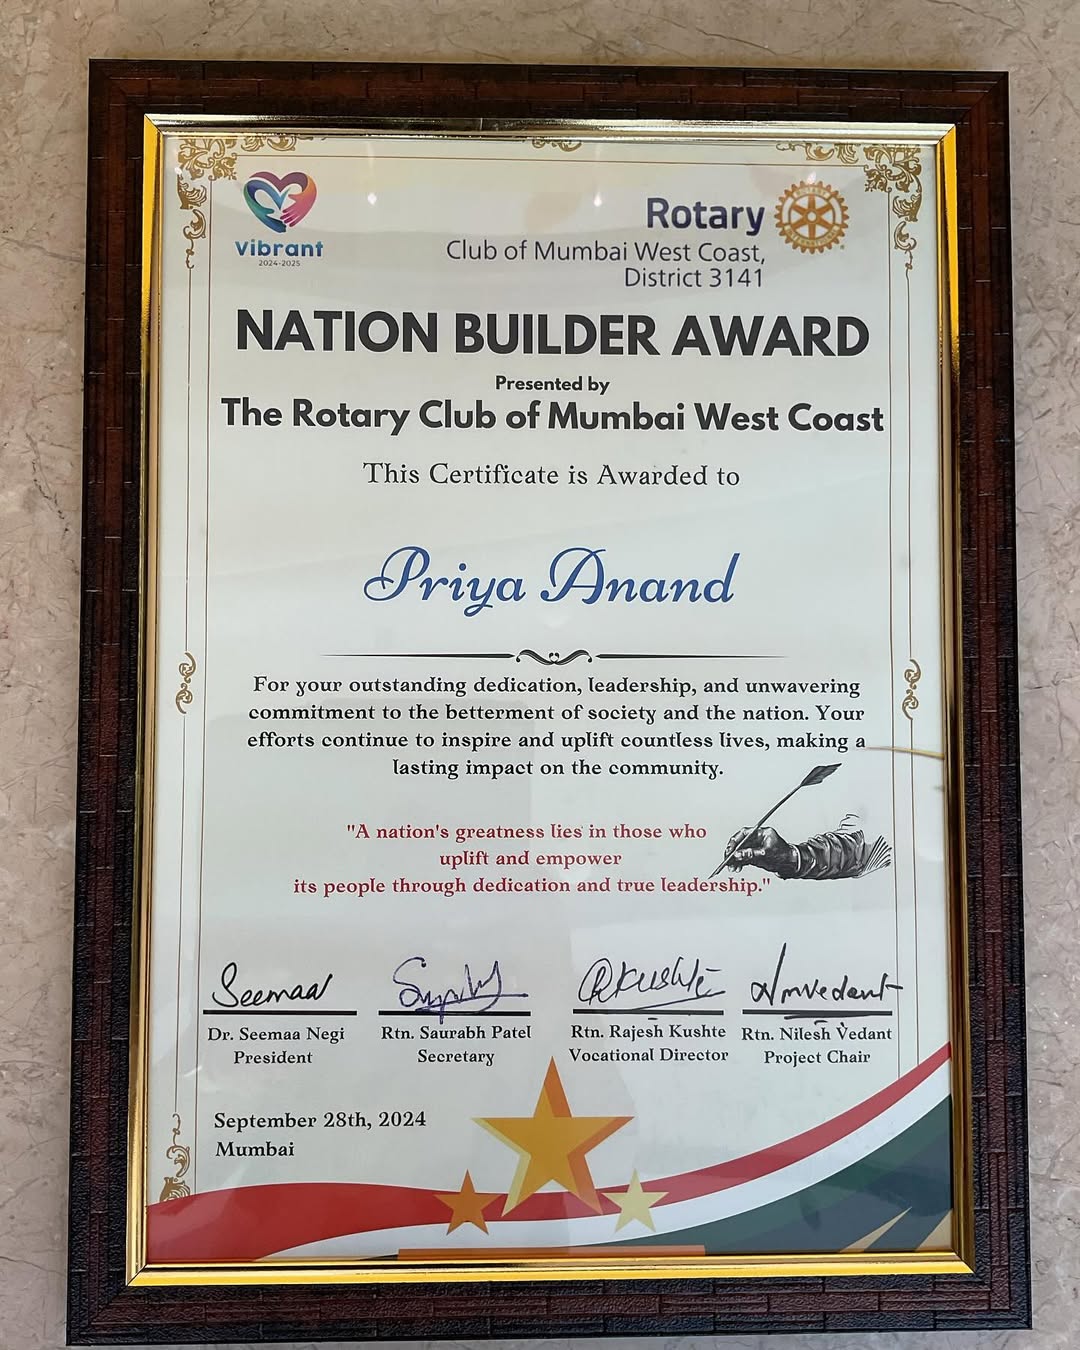 Vibrant
2024-2025
Rotary
Club of Mumbai West Coast,
District 3141
NATION BUILDER AWARD
Presented by
The Rotary Club of Mumbai West Coast
This Certificate is Awarded to
Priya Anand
For your outstanding dedication, leadership, and unwavering
commitment to the betterment of society and the nation. Your
efforts continue to inspire and uplift countless lives, making a
lasting impact on the community.
"A nation's greatness lies in those who
uplift and empower
its people through dedication and true leadership."
Seemaa
Dr. Seemaa Negi
President
Rtn. Saurabh Patel
Secretary
RKushte
Rtn. Rajesh Kushte
Vocational Director
Rtn. Nilesh Vedant
Project Chair
September 28th, 2024
Mumbai